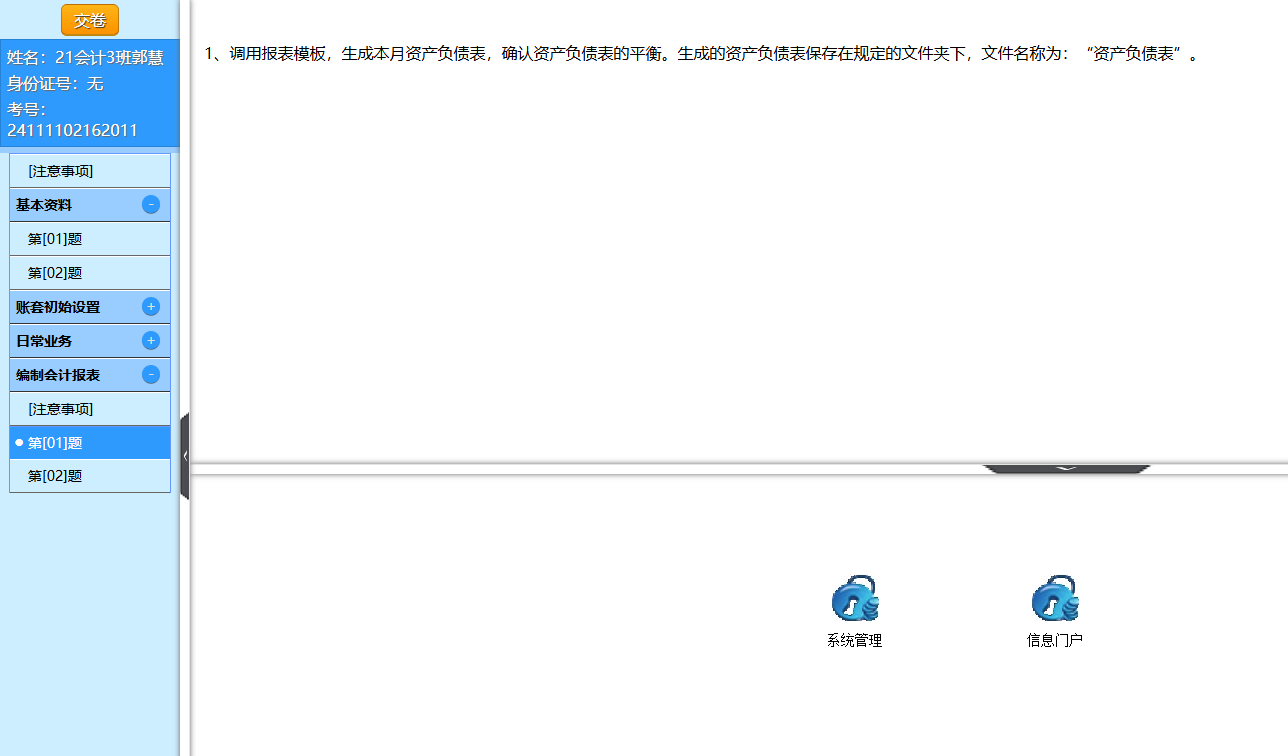 交卷
姓名：21会计3班郭慧
身份证号：无
考号：
24111102162011
[注意事项]
基本资料
第[01]题
第[02]题
账套初始设置
日常业务
编制会计报表
[注意事项]
第[01]题
第[02]题
1、调用报表模板，生成本月资产负债表，确认资产负债表的平衡。生成的资产负债表保存在规定的文件夹下，文件名称为：“资产负债表”。
系统管理
信息门户